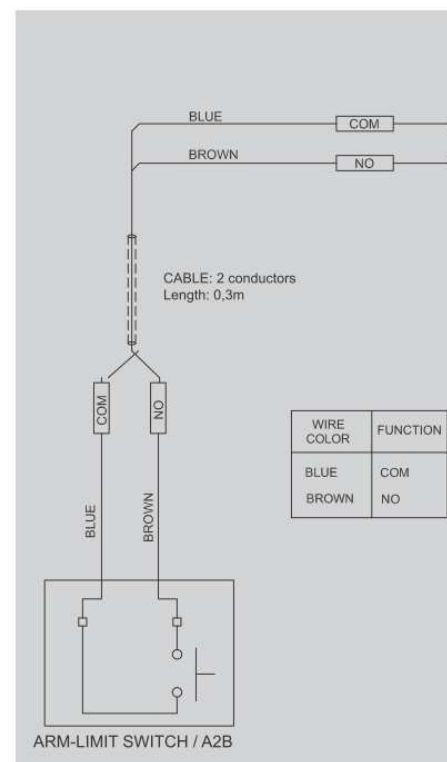 BLUE
COM
BROWN
NO
CABLE: 2 conductors
Length: 0,3m
COM
NO
WIRE COLOR
FUNCTION
BLUE
COM
BROWN
NO
BLUE
BROWN
ARM-LIMIT SWITCH / A2B